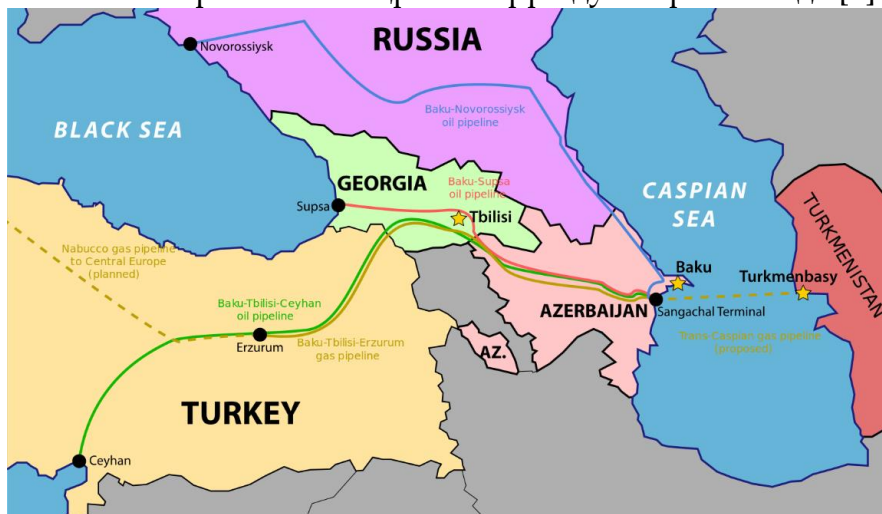 RUSSIA
Novorossiysk
Baku-Novorossiysk
oil pipeline
BLACK SEA
GEORGIA
Baku-Supsa
oil pipeline
Supsa
Tbilisi
CASPIAN
SEA
TURKMENISTAN
Nabucco gas pipeline
to Central Europe
(planned)
Baku
Turkmenbasy
Baku-Tbilisi-Ceyhan
oil pipeline
AZERBAIJAN
Sangachal Terminal
Erzurum
Baku-Tbilisi-Erzurum
gas pipeline
Trans-Caspian gas pipeline
(proposed)
AZ.
TURKEY
Ceyhan